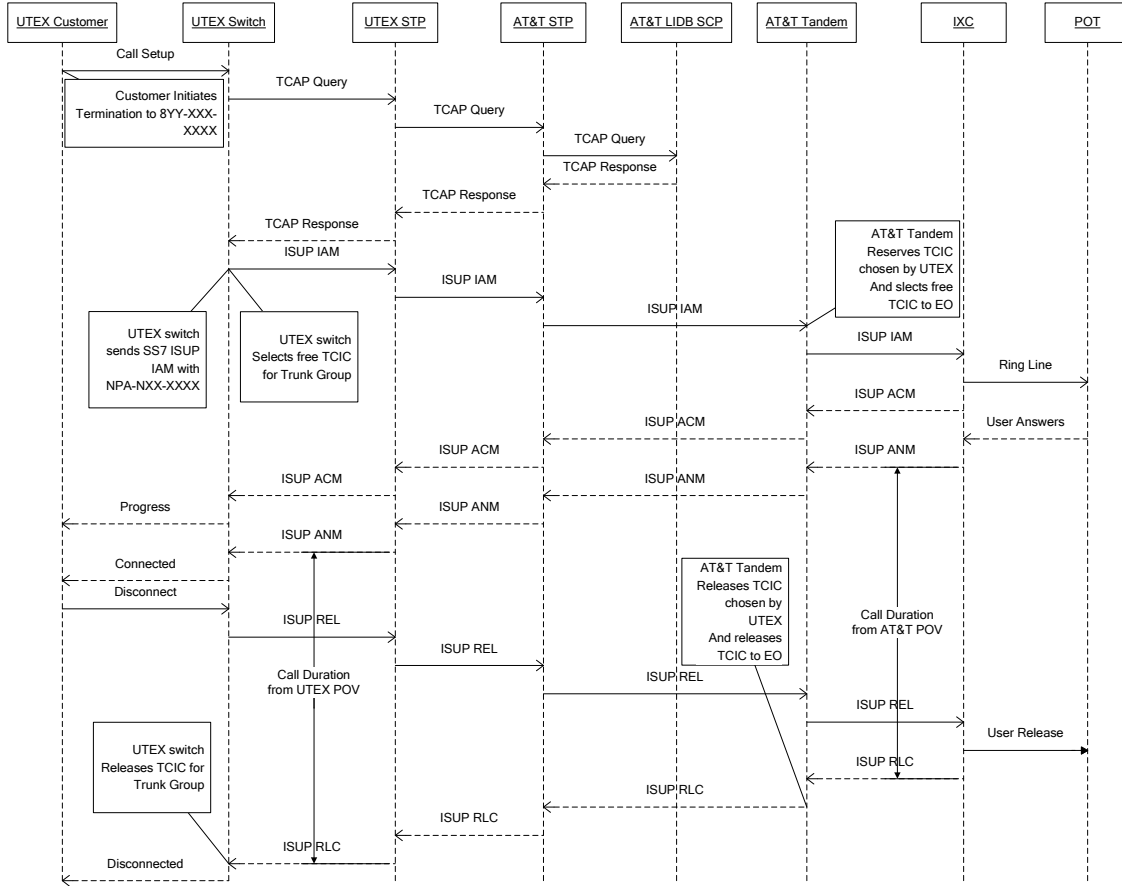 UTEX Customer
UTEX Switch
UTEX STP
AT&T STP
AT&T LIDB SCP
AT&T Tandem
IXC
POT
Call Setup
TCAP Query
Customer Initiates
Termination to 8YY-XXX-
XXXX
TCAP Query
TCAP Query
TCAP Response
TCAP Response
TCAP Response
ISUP IAM
AT&T Tandem
Reserves TCIC
chosen by UTEX
And slects free
TCIC to EO
ISUP IAM
ISUP IAM
UTEX switch
sends SS7 ISUP
IAM with
NPA-NXX-XXXX
UTEX switch
Selects free TCIC
for Trunk Group
ISUP IAM
Ring Line
ISUP ACM
User Answers
ISUP ACM
ISUP ANM
ISUP ACM
ISUP ANM
ISUP ACM
ISUP ANM
Progress
ISUP ANM
Connected
AT&T Tandem
Releases TCIC
chosen by
UTEX
And releases
TCIC to EO
Disconnect
Call Duration
from AT&T POV
ISUP REL
ISUP REL
Call Duration
from UTEX POV
ISUP REL
ISUP REL
User Release
UTEX switch
Releases TCIC for
Trunk Group
ISUP RLC
ISUP RLC
ISUP RLC
ISUP RLC
Disconnected